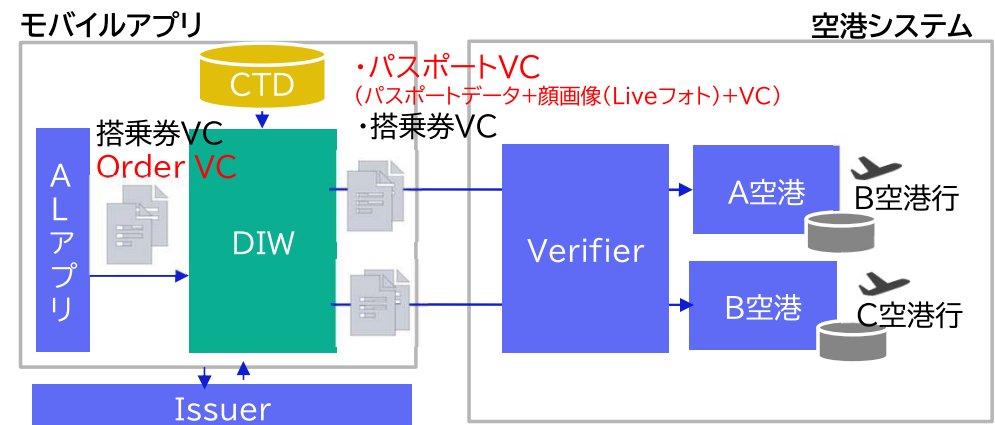 モバイルアプリ
空港システム
CTD
・パスポートVC
（パスポートデータ+顔画像（Liveフォト）+VC）
・搭乗券VC
搭乗券VC
Order VC
ALアプリ
DIW
Verifier
A空港
B空港行
B空港
C空港行
Issuer